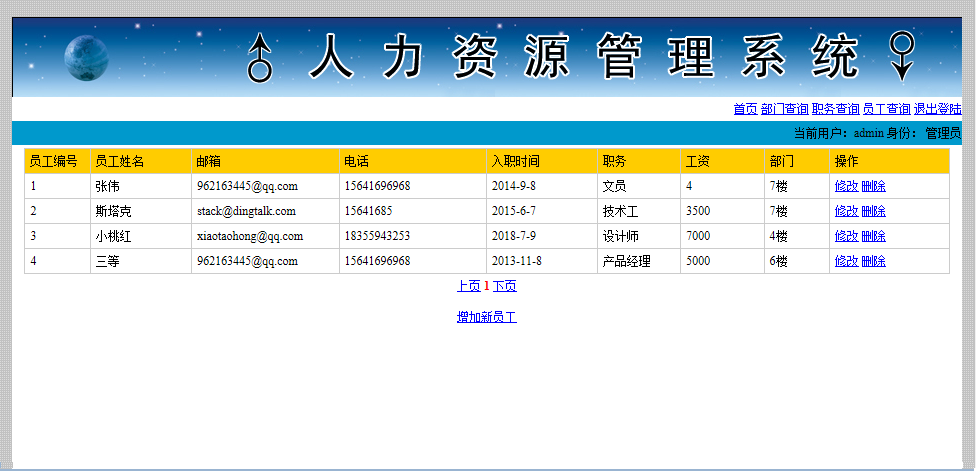 ♂ 人力资源管理系统 ♀
首页 部门查询 职务查询 员工查询 退出登陆
当前用户：admin 身份： 管理员
员工编号 员工姓名 邮箱 电话 入职时间 职务 工资 部门 操作
1 张伟 962163445@qq.com 15641696968 2014-9-8 文员 4 7楼 修改 删除
2 斯塔克 stack@dingtalk.com 15641685 2015-6-7 技术工 3500 7楼 修改 删除
3 小桃红 xiaotaohong@qq.com 18355943253 2018-7-9 设计师 7000 4楼 修改 删除
4 三等 962163445@qq.com 15641696968 2013-11-8 产品经理 5000 6楼 修改 删除
上页 1 下页
增加新员工